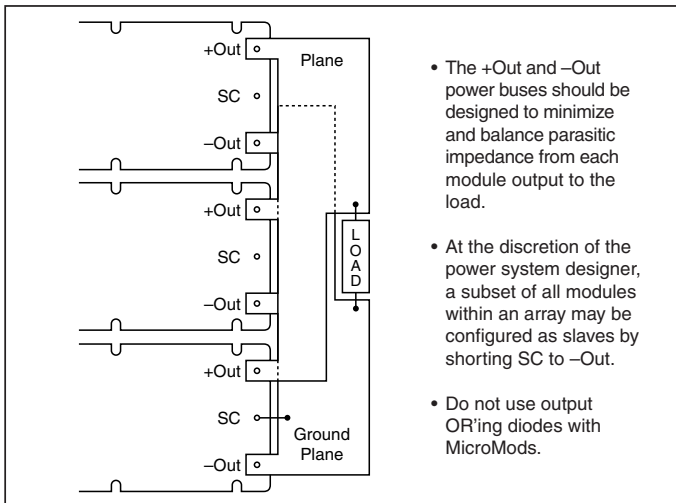 +Out
Plane
SC
–Out
+Out
SC
–Out
+Out
SC
Ground
Plane
–Out
L
O
A
D
• The +Out and –Out
power buses should be
designed to minimize
and balance parasitic
impedance from each
module output to the
load.
• At the discretion of the
power system designer,
a subset of all modules
within an array may be
configured as slaves by
shorting SC to –Out.
• Do not use output
OR'ing diodes with
MicroMods.